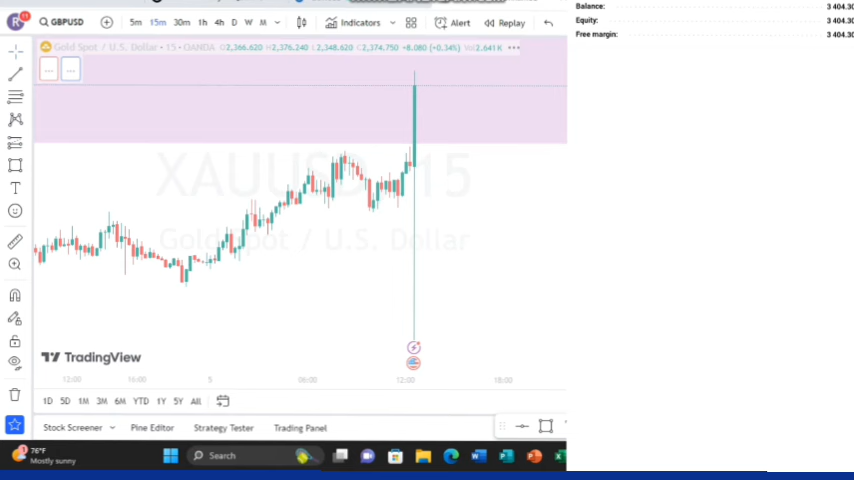 R 11 GBPUSD 5m 15m 30m 1h 4h D W M Indicators Alert Replay
Gold Spot / U.S. Dollar · 15 · OANDA O2,366.620 H2,376.240 L2,348.620 C2,374.750 +8.080 (+0.34%) Vol2.641K
XAUUSD, 15
Gold Spot / U.S. Dollar
TradingView
12:00 16:00 5 06:00 12:00 18:00
1D 5D 1M 3M 6M YTD 1Y 5Y All
Stock Screener Pine Editor Strategy Tester Trading Panel
76°F
Mostly sunny
Search
Balance: 3 404.30
Equity: 3 404.30
Free margin: 3 404.30